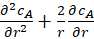 ∂²c_A/∂r² + 2/r ∂c_A/∂r